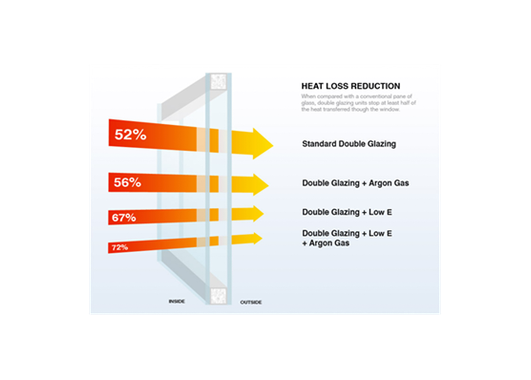 HEAT LOSS REDUCTION
When compared with a conventional pane of
glass, double glazing units stop at least half of
the heat transferred though the window.
52%
Standard Double Glazing
56%
Double Glazing + Argon Gas
67%
Double Glazing + Low E
72%
Double Glazing + Low E
+ Argon Gas
INSIDE
OUTSIDE